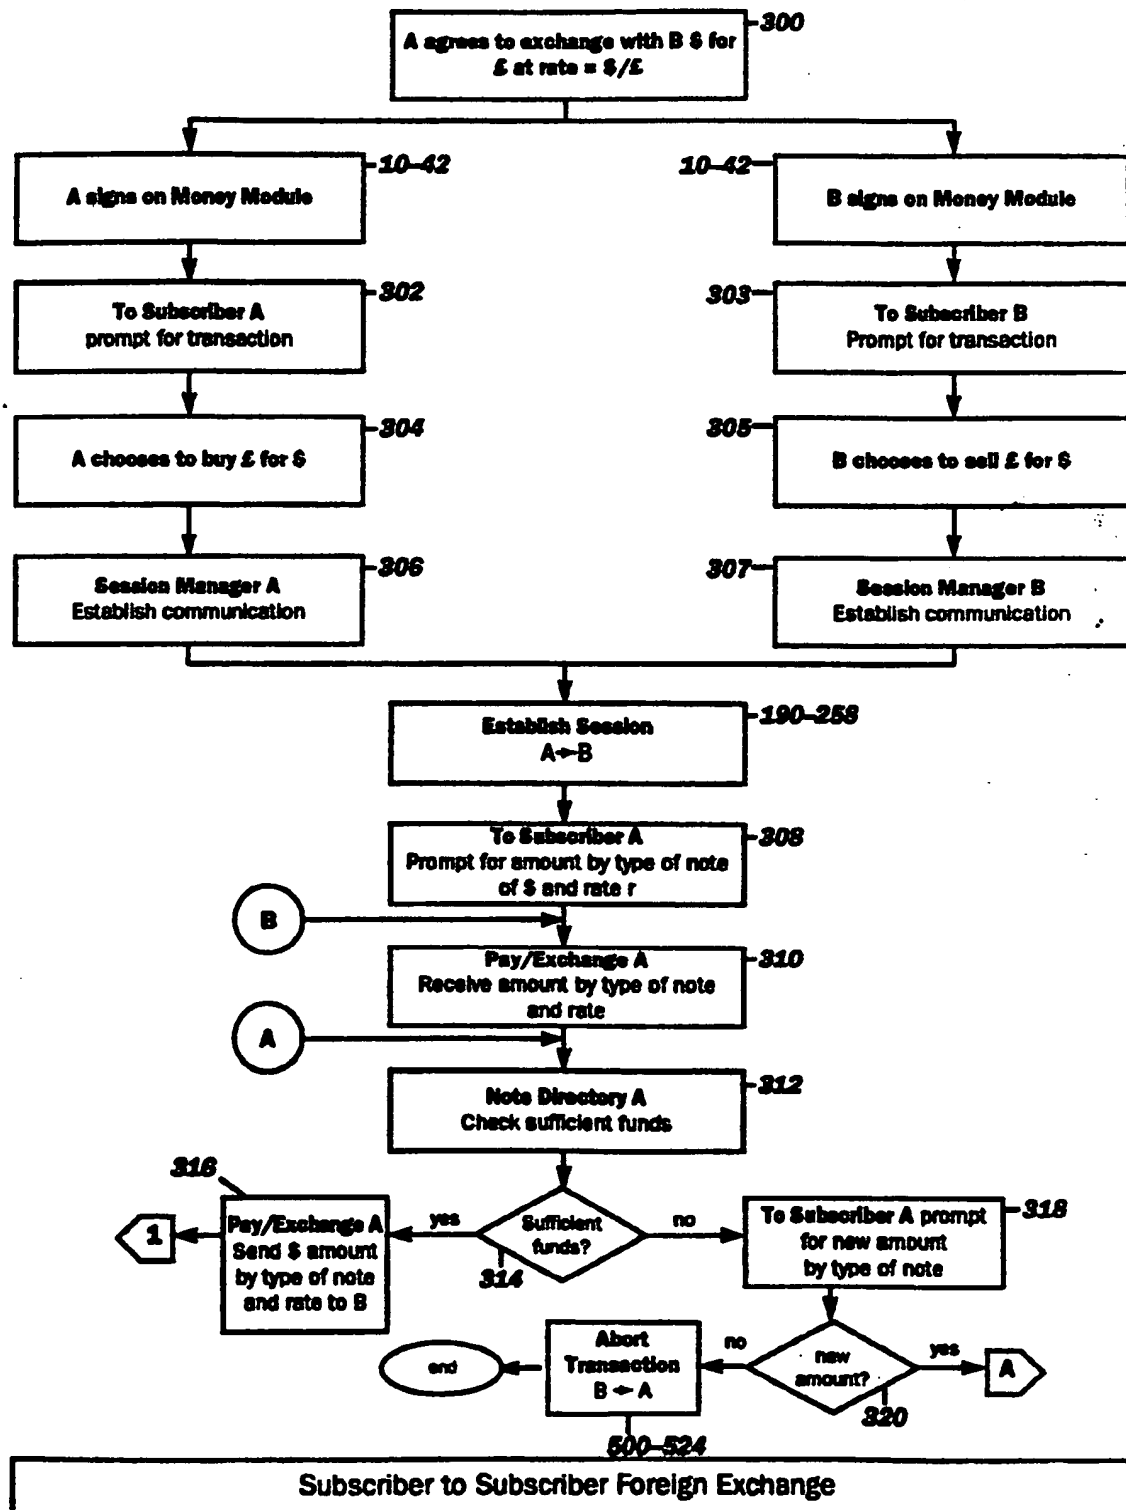 300
A agrees to exchange with B $ for
£ at rate = $/£
10-42
A signs on Money Module
10-42
B signs on Money Module
302
To Subscriber A
prompt for transaction
303
To Subscriber B
Prompt for transaction
304
A chooses to buy £ for $
305
B chooses to sell £ for $
306
Session Manager A
Establish communication
307
Session Manager B
Establish communication
190-258
Establish Session
A→B
308
To Subscriber A
Prompt for amount by type of note
of $ and rate r
B
310
Pay/Exchange A
Receive amount by type of note
and rate
A
312
Note Directory A
Check sufficient funds
316
1
Pay/Exchange A
Send $ amount
by type of note
and rate to B
yes
Sufficient
funds?
314
no
To Subscriber A prompt
for new amount
by type of note
318
end
Abort
Transaction
B ← A
500-524
no
new
amount?
320
yes
A
Subscriber to Subscriber Foreign Exchange